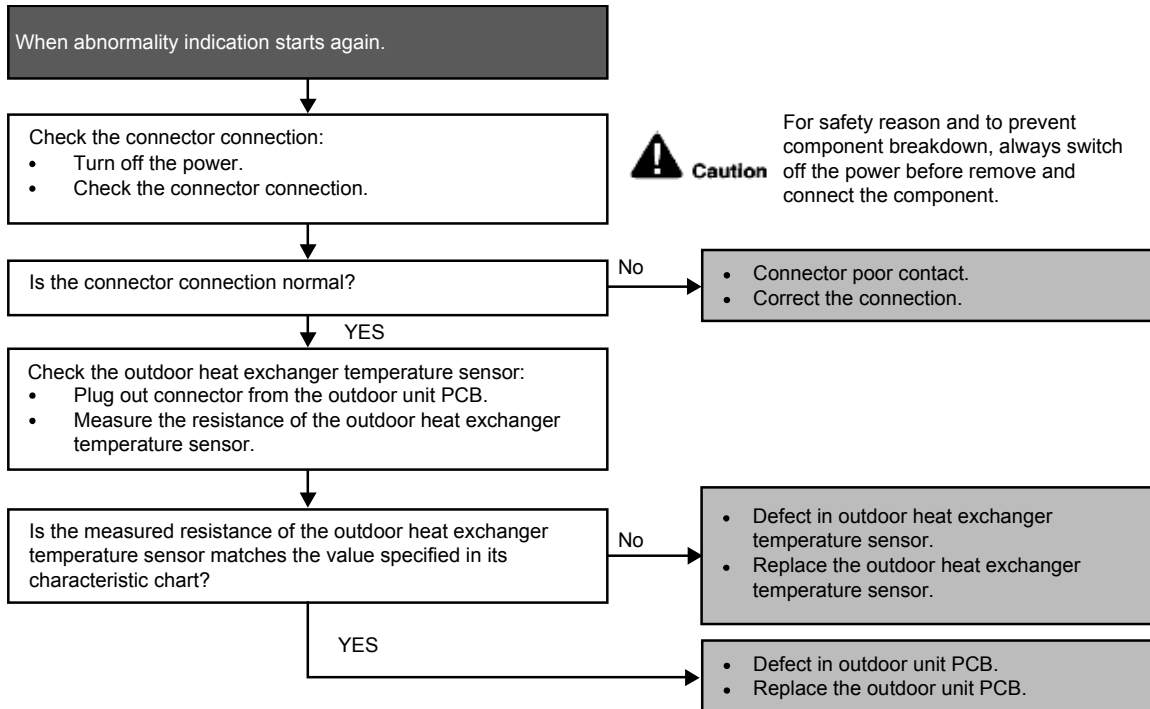 When abnormality indication starts again.
Check the connector connection:
• Turn off the power.
• Check the connector connection.
Caution
For safety reason and to prevent
component breakdown, always switch
off the power before remove and
connect the component.
Is the connector connection normal?
No
• Connector poor contact.
• Correct the connection.
YES
Check the outdoor heat exchanger temperature sensor:
• Plug out connector from the outdoor unit PCB.
• Measure the resistance of the outdoor heat exchanger
temperature sensor.
Is the measured resistance of the outdoor heat exchanger
temperature sensor matches the value specified in its
characteristic chart?
No
• Defect in outdoor heat exchanger
temperature sensor.
• Replace the outdoor heat exchanger
temperature sensor.
YES
• Defect in outdoor unit PCB.
• Replace the outdoor unit PCB.